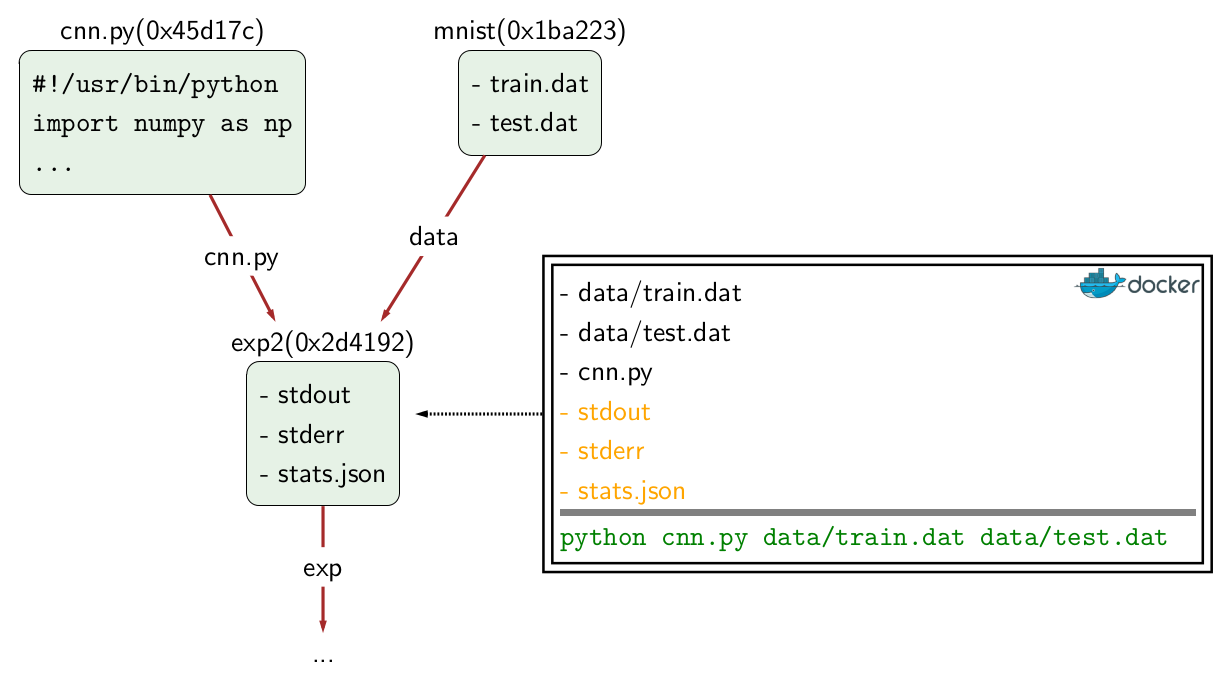 cnn.py(0x45d17c)
#!/usr/bin/python
import numpy as np
...
mnist(0x1ba223)
- train.dat
- test.dat
cnn.py
data
exp2(0x2d4192)
- stdout
- stderr
- stats.json
exp
...
docker
- data/train.dat
- data/test.dat
- cnn.py
- stdout
- stderr
- stats.json
python cnn.py data/train.dat data/test.dat